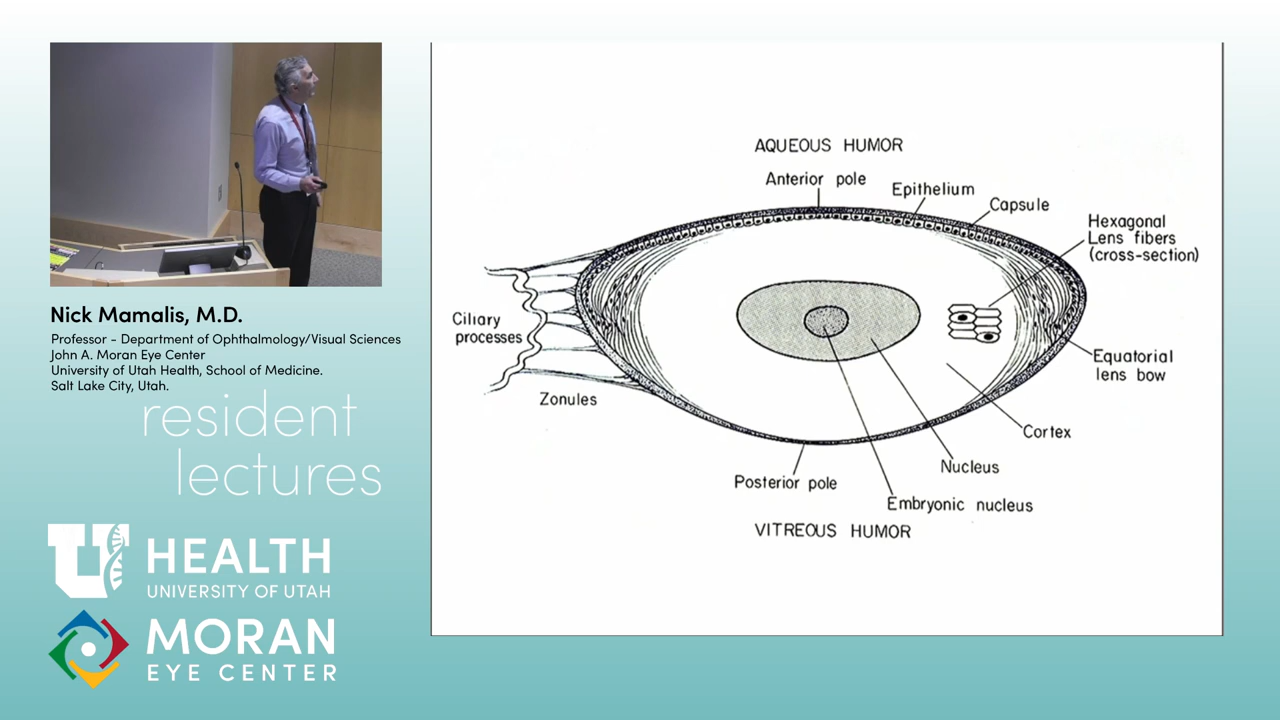 Nick Mamalis, M.D.
Professor - Department of Ophthalmology/Visual Sciences
John A. Moran Eye Center
University of Utah Health, School of Medicine.
Salt Lake City, Utah.
resident
lectures
U HEALTH
UNIVERSITY OF UTAH
MORAN
EYE CENTER
AQUEOUS HUMOR
Anterior pole
Epithelium
Capsule
Hexagonal
Lens fibers
(cross-section)
Ciliary
processes
Zonules
Equatorial
lens bow
Cortex
Nucleus
Posterior pole
Embryonic nucleus
VITREOUS HUMOR